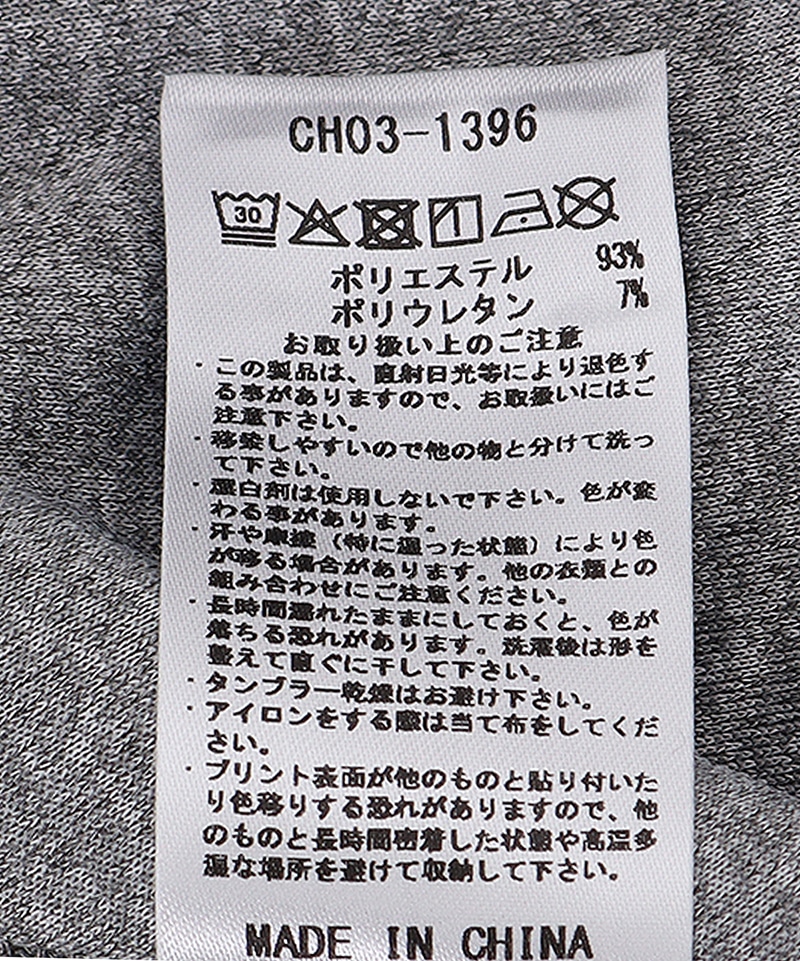 CH03-1396
30
ポリエステル 93%
ポリウレタン 7%
お取り扱い上のご注意
・この製品は、直射日光等により退色す
る事がありますので、お取扱いにはご
注意下さい。
・移染しやすいので他の物と分けて洗っ
て下さい。
・蛍白剤は使用しないで下さい。色が変
わる事があります。
・汗や摩擦（特に湿った状態）により色
が移る場合があります。他の衣類との
組み合わせにご注意ください。
・長時間濡れたままにしておくと、色が
落ちる恐れがあります。洗濯後は形を
整えて直ぐに干して下さい。
・タンブラー乾燥はお避け下さい。
・アイロンをする際は当て布をしてくだ
さい。
・プリント表面が他のものと貼り付いた
り色移りする恐れがありますので、他
のものと長時間密着した状態や高温多
湿な場所を避けて収納して下さい。
MADE IN CHINA